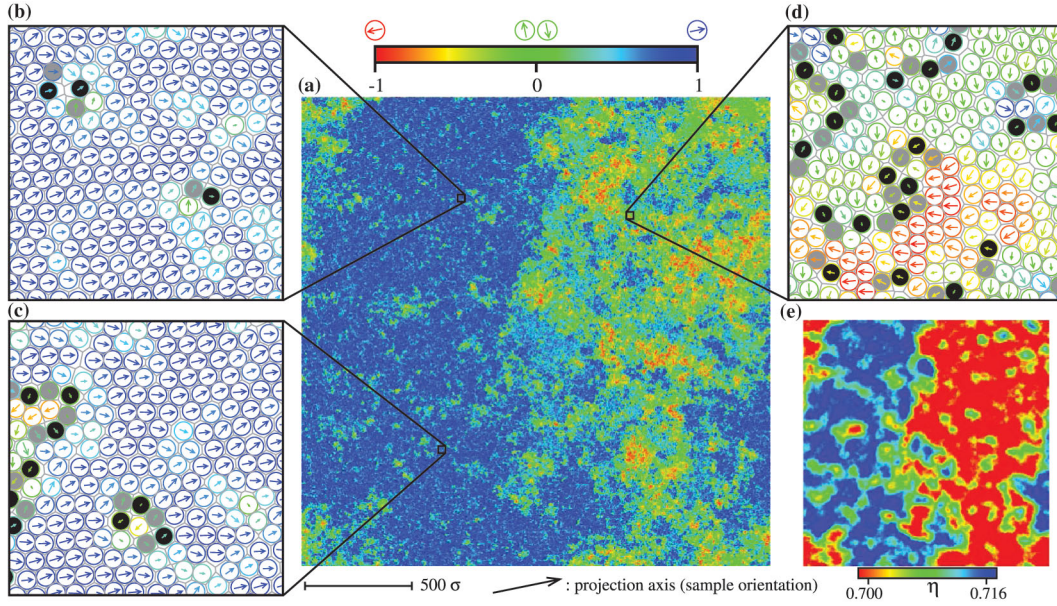 (b)
(d)
-1
0
1
(a)
(c)
(e)
500 σ
: projection axis (sample orientation)
0.700
η
0.716